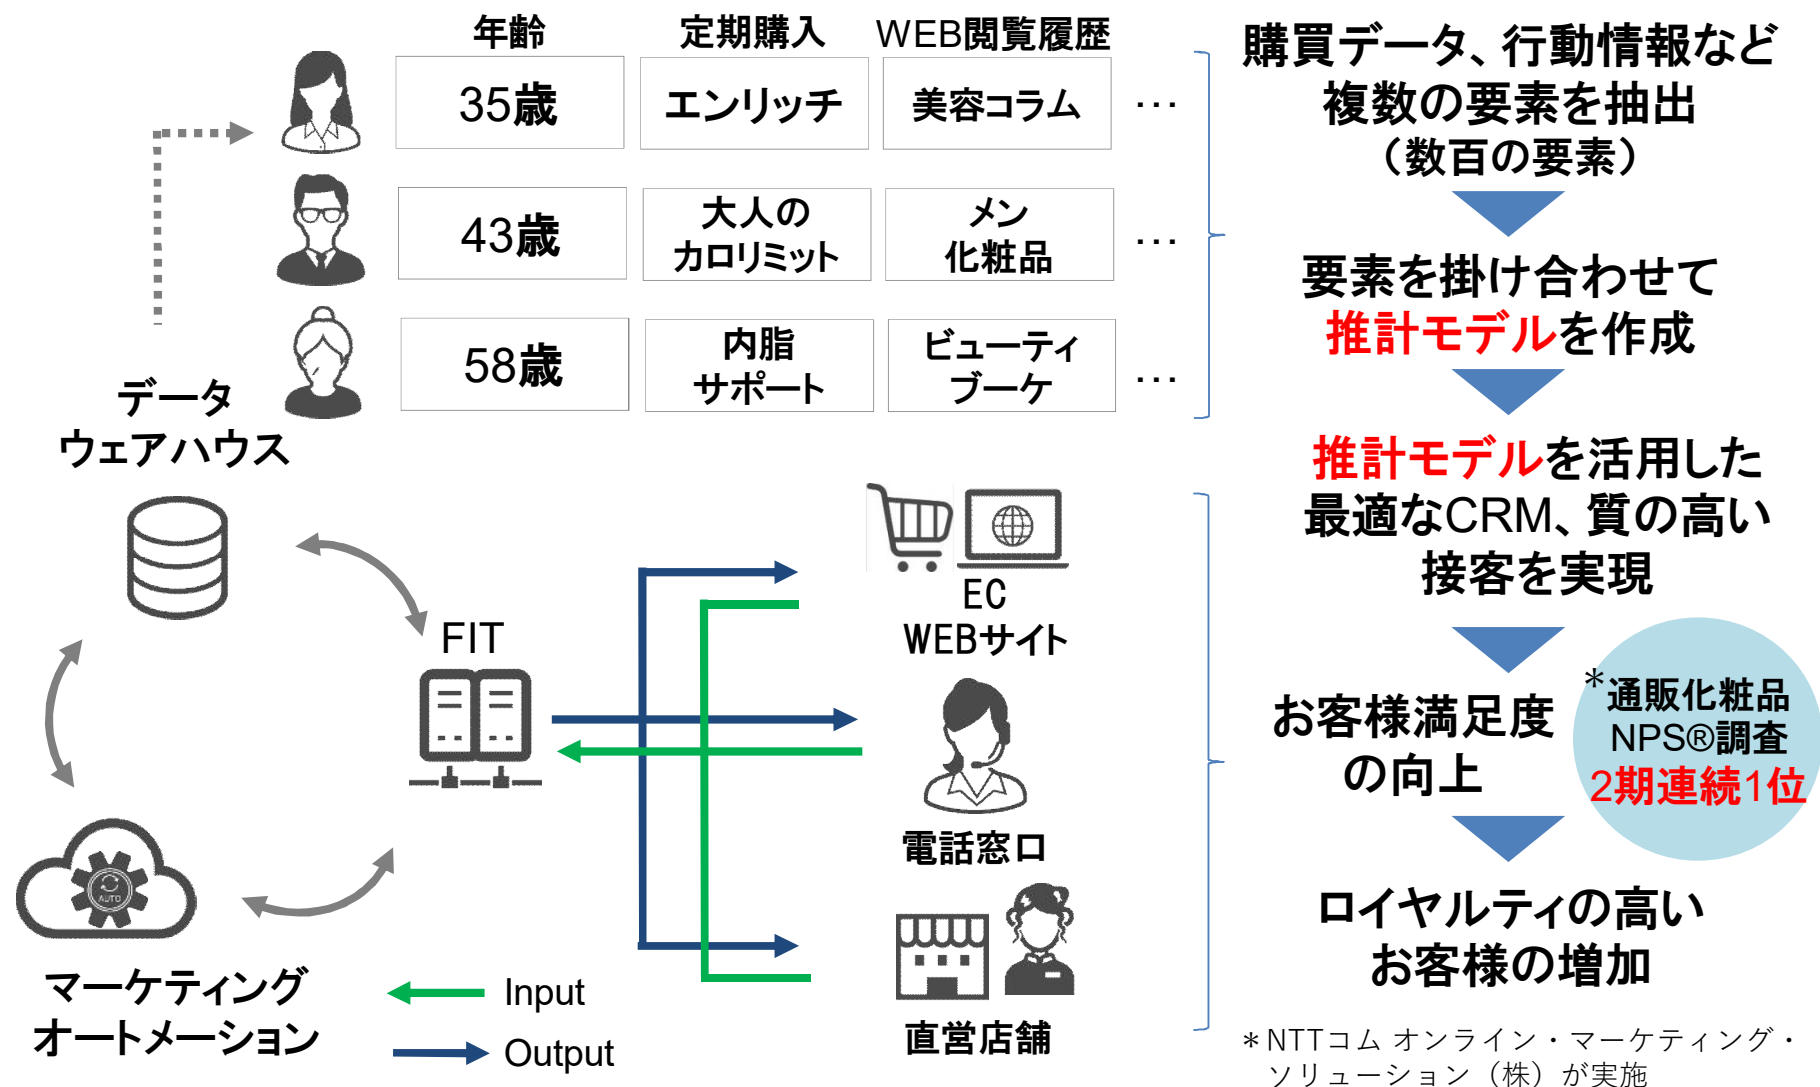 年齢
定期購入
WEB閲覧履歴
35歳
エンリッチ
美容コラム
…
43歳
大人の
カロリミット
メン
化粧品
…
58歳
内脂
サポート
ビューティ
ブーケ
…
データ
ウェアハウス
FIT
マーケティング
オートメーション
AUTO
Input
Output
EC
WEBサイト
電話窓口
直営店舗
購買データ、行動情報など
複数の要素を抽出
（数百の要素）
要素を掛け合わせて
推計モデルを作成
推計モデルを活用した
最適なCRM、質の高い
接客を実現
お客様満足度
の向上
＊通販化粧品
NPS®調査
2期連続1位
ロイヤルティの高い
お客様の増加
＊NTTコム オンライン・マーケティング・
ソリューション（株）が実施